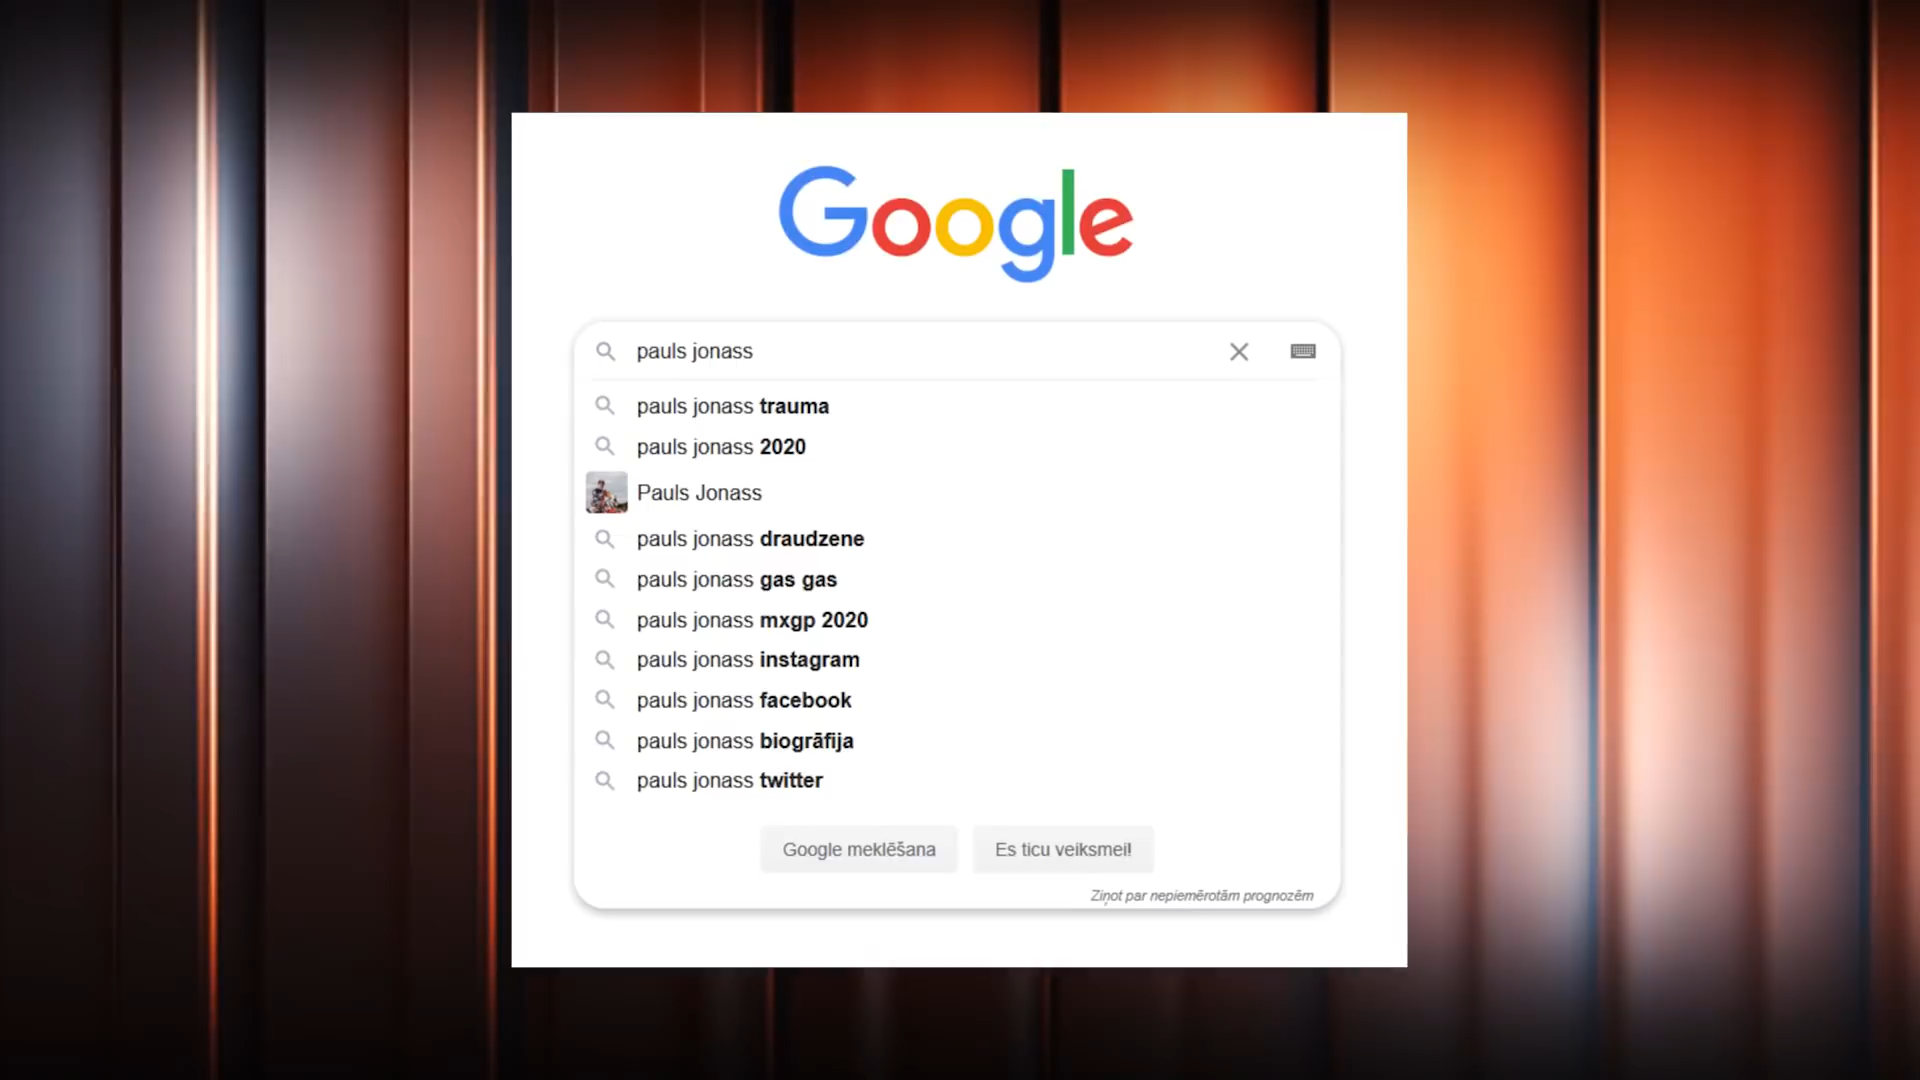 Google
pauls jonass
pauls jonass trauma
pauls jonass 2020
Pauls Jonass
pauls jonass draudzene
pauls jonass gas gas
pauls jonass mxgp 2020
pauls jonass instagram
pauls jonass facebook
pauls jonass biogrāfija
pauls jonass twitter
Google meklēšana
Es ticu veiksmei!
Ziņot par nepiemērotām prognozēm